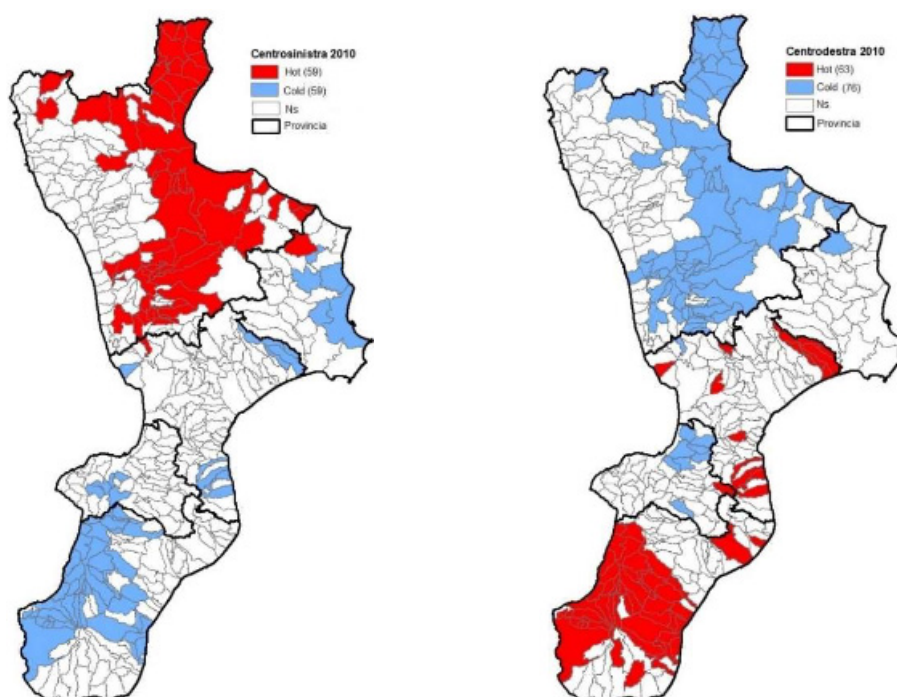 Centrosinistra 2010
Hot (59)
Cold (59)
Ns
Provincia
Centrodestra 2010
Hot (63)
Cold (76)
Ns
Provincia